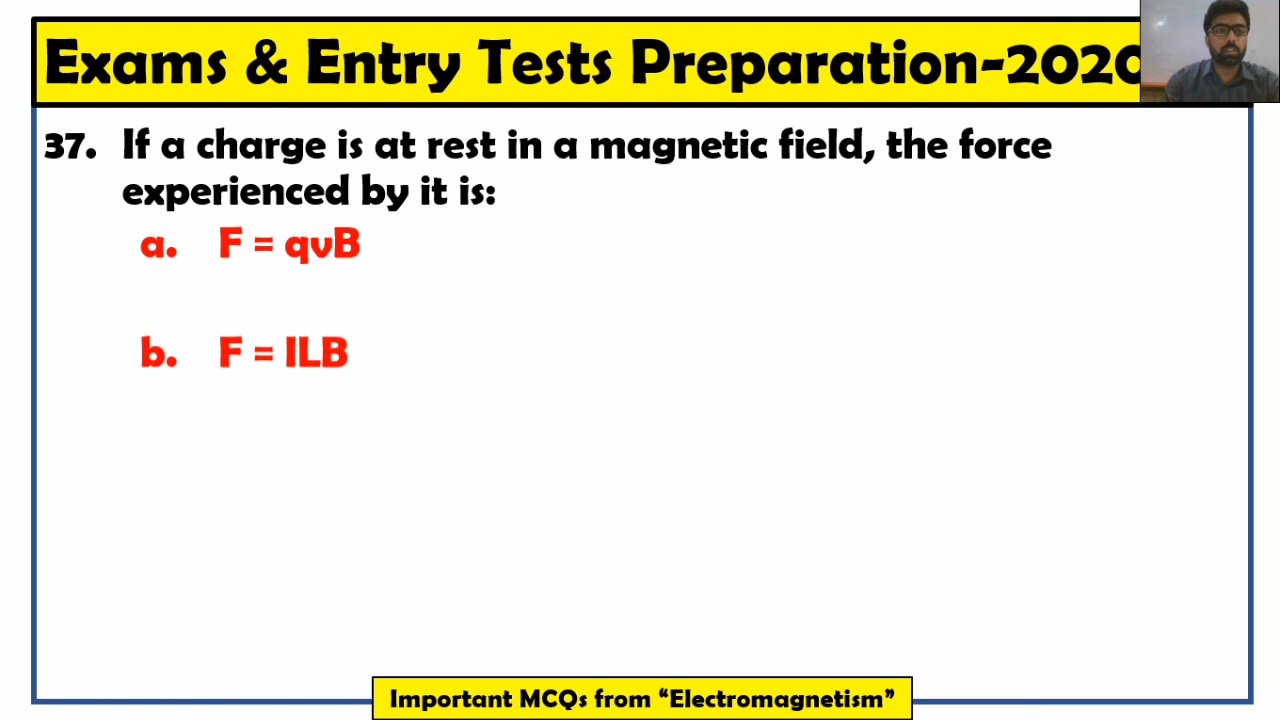 Exams & Entry Tests Preparation-2020
37. If a charge is at rest in a magnetic field, the force
experienced by it is:
a. F = qvB
b. F = ILB
Important MCQs from “Electromagnetism”